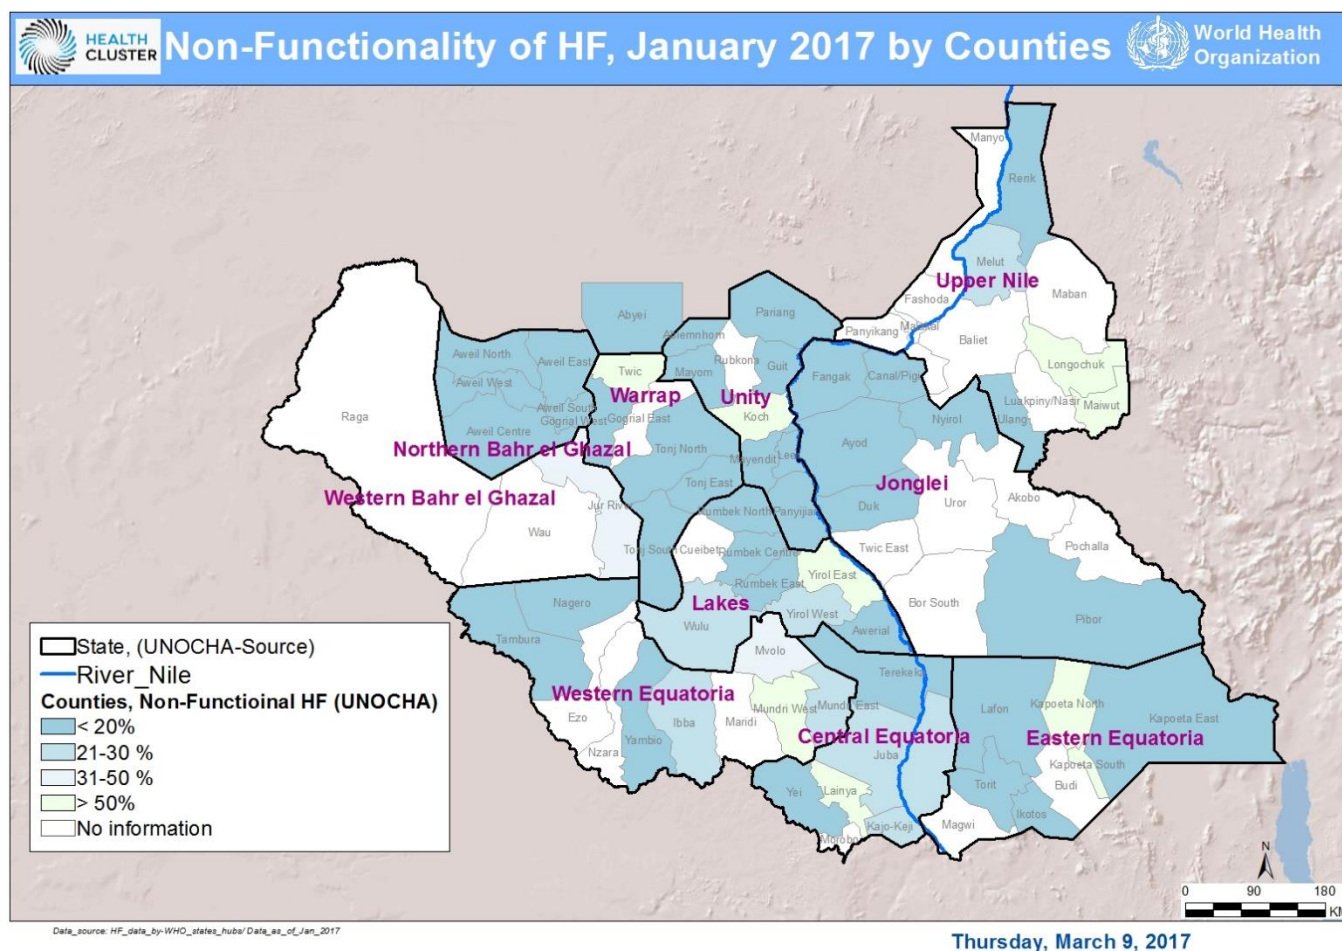 HEALTH
CLUSTER
Non-Functionality of HF, January 2017 by Counties
World Health
Organization
Manyo
Renk
Melut
Upper Nile
Maban
Fashoda
Abyei
Pariang
Abiemnhom
Panyikang
Malakal
Baliet
Rubkona
Aweil North
Aweil East
Longochuk
Guit
Twic
Mayom
Fangak
Canal/Pigi
Aweil West
Warrap
Unity
Luakpiny/Nasir
Maiwut
Aweil South
Raga
Gogrial West
Gogrial East
Koch
Nyirol
Ulang
Aweil Centre
Ayod
Northern Bahr el Ghazal
Tonj North
Mayendit
Leer
Jonglei
Tonj East
Western Bahr el Ghazal
Jur River
Akobo
Uror
Duk
Rumbek North
Panyijiar
Wau
Twic East
Pochalla
Tonj South
Cueibet
Rumbek Centre
Yirol East
Rumbek East
Nagero
Lakes
Bor South
Yirol West
Pibor
Wulu
Awerial
Tambura
Mvolo
Terekeka
Western Equatoria
Mundri West
Mundri East
Lafon
Kapoeta North
Kapoeta East
Ezo
Ibba
Maridi
Central Equatoria
Eastern Equatoria
Yambio
Nzara
Juba
Kapoeta South
Torit
Budi
Yei
Lainya
Ikotos
Kajo-Keji
Magwi
Morobo
State, (UNOCHA-Source)
River_Nile
Counties, Non-Functioinal HF (UNOCHA)
< 20%
21-30 %
31-50 %
> 50%
No information
N
0 90 180
KM
Data_source: HF_data_by-WHO_states_hubs/ Data_as_of_Jan_2017
Thursday, March 9, 2017